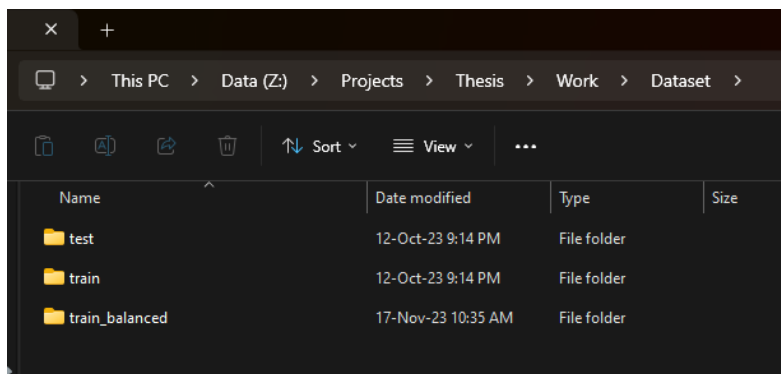 This PC > Data (Z:) > Projects > Thesis > Work > Dataset >
Sort View
Name Date modified Type Size
test 12-Oct-23 9:14 PM File folder
train 12-Oct-23 9:14 PM File folder
train_balanced 17-Nov-23 10:35 AM File folder